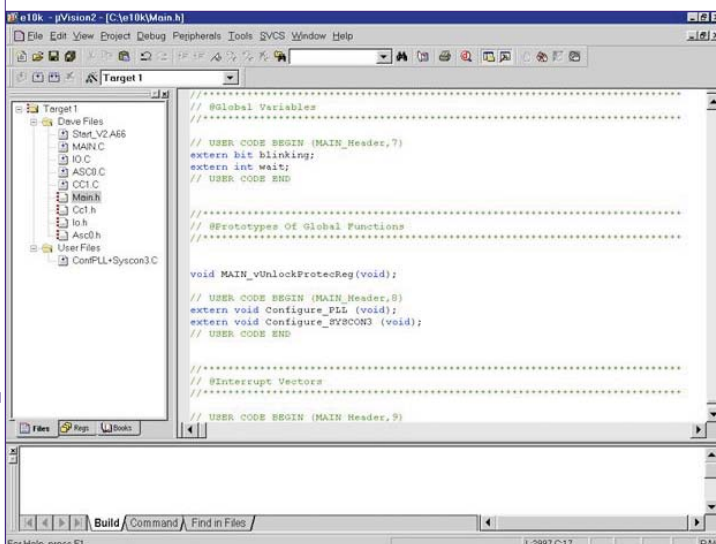 e10k - µVision2 - [C:\e10k\Main.h]
File Edit View Project Debug Peripherals Tools SVCS Window Help
Target 1
Target 1
Dave Files
Start_V2.A66
MAIN.C
IO.C
ASC0.C
CC1.C
Main.h
Cc1.h
Io.h
Asc0.h
User Files
ConfPLL+Syscon3.C
Files Regs Books
//****************************************************************************
// @Global Variables
//****************************************************************************
// USER CODE BEGIN (MAIN_Header,7)
extern bit blinking;
extern int wait;
// USER CODE END
//****************************************************************************
// @Prototypes Of Global Functions
//****************************************************************************
void MAIN_vUnlockProtecReg(void);
// USER CODE BEGIN (MAIN_Header,8)
extern void Configure_PLL (void);
extern void Configure_SYSCON3 (void);
// USER CODE END
//****************************************************************************
// @Interrupt Vectors
//****************************************************************************
// USER CODE BEGIN (MAIN_Header,9)
Build Command Find in Files
For Help, press F1